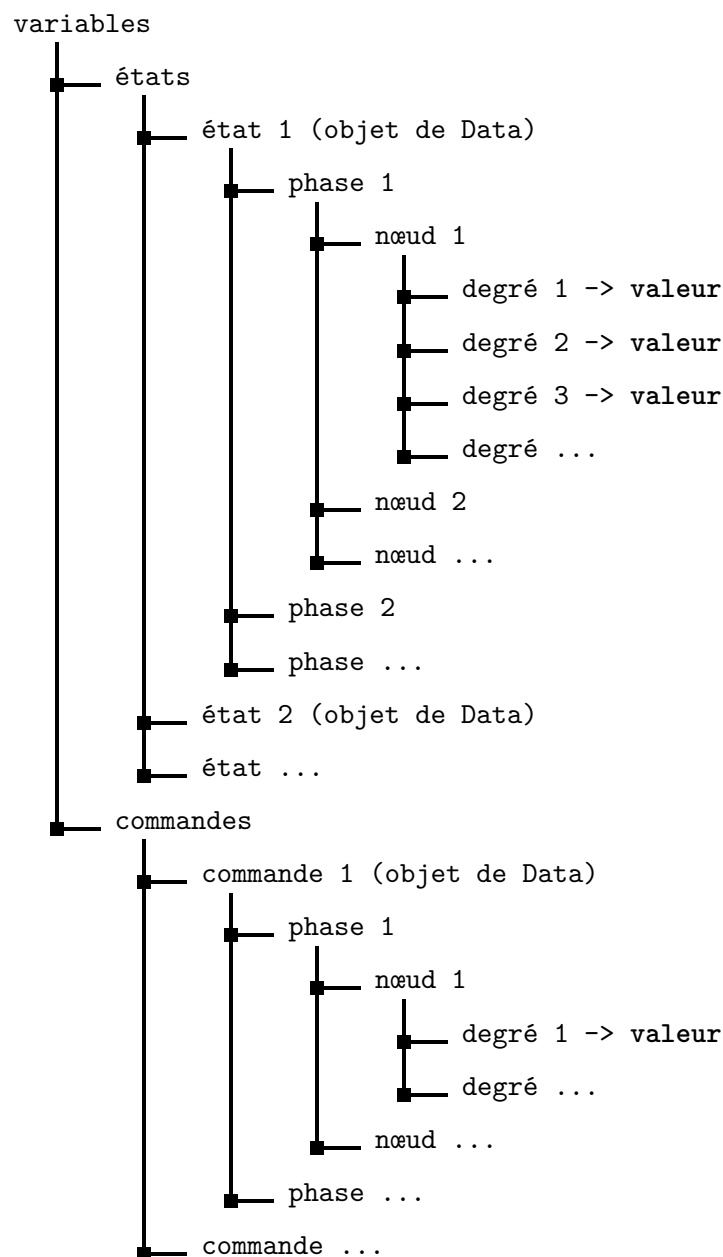 variables
états
état 1 (objet de Data)
phase 1
nœud 1
degré 1 -> valeur
degré 2 -> valeur
degré 3 -> valeur
degré ...
nœud 2
nœud ...
phase 2
phase ...
état 2 (objet de Data)
état ...
commandes
commande 1 (objet de Data)
phase 1
nœud 1
degré 1 -> valeur
degré ...
nœud ...
phase ...
commande ...